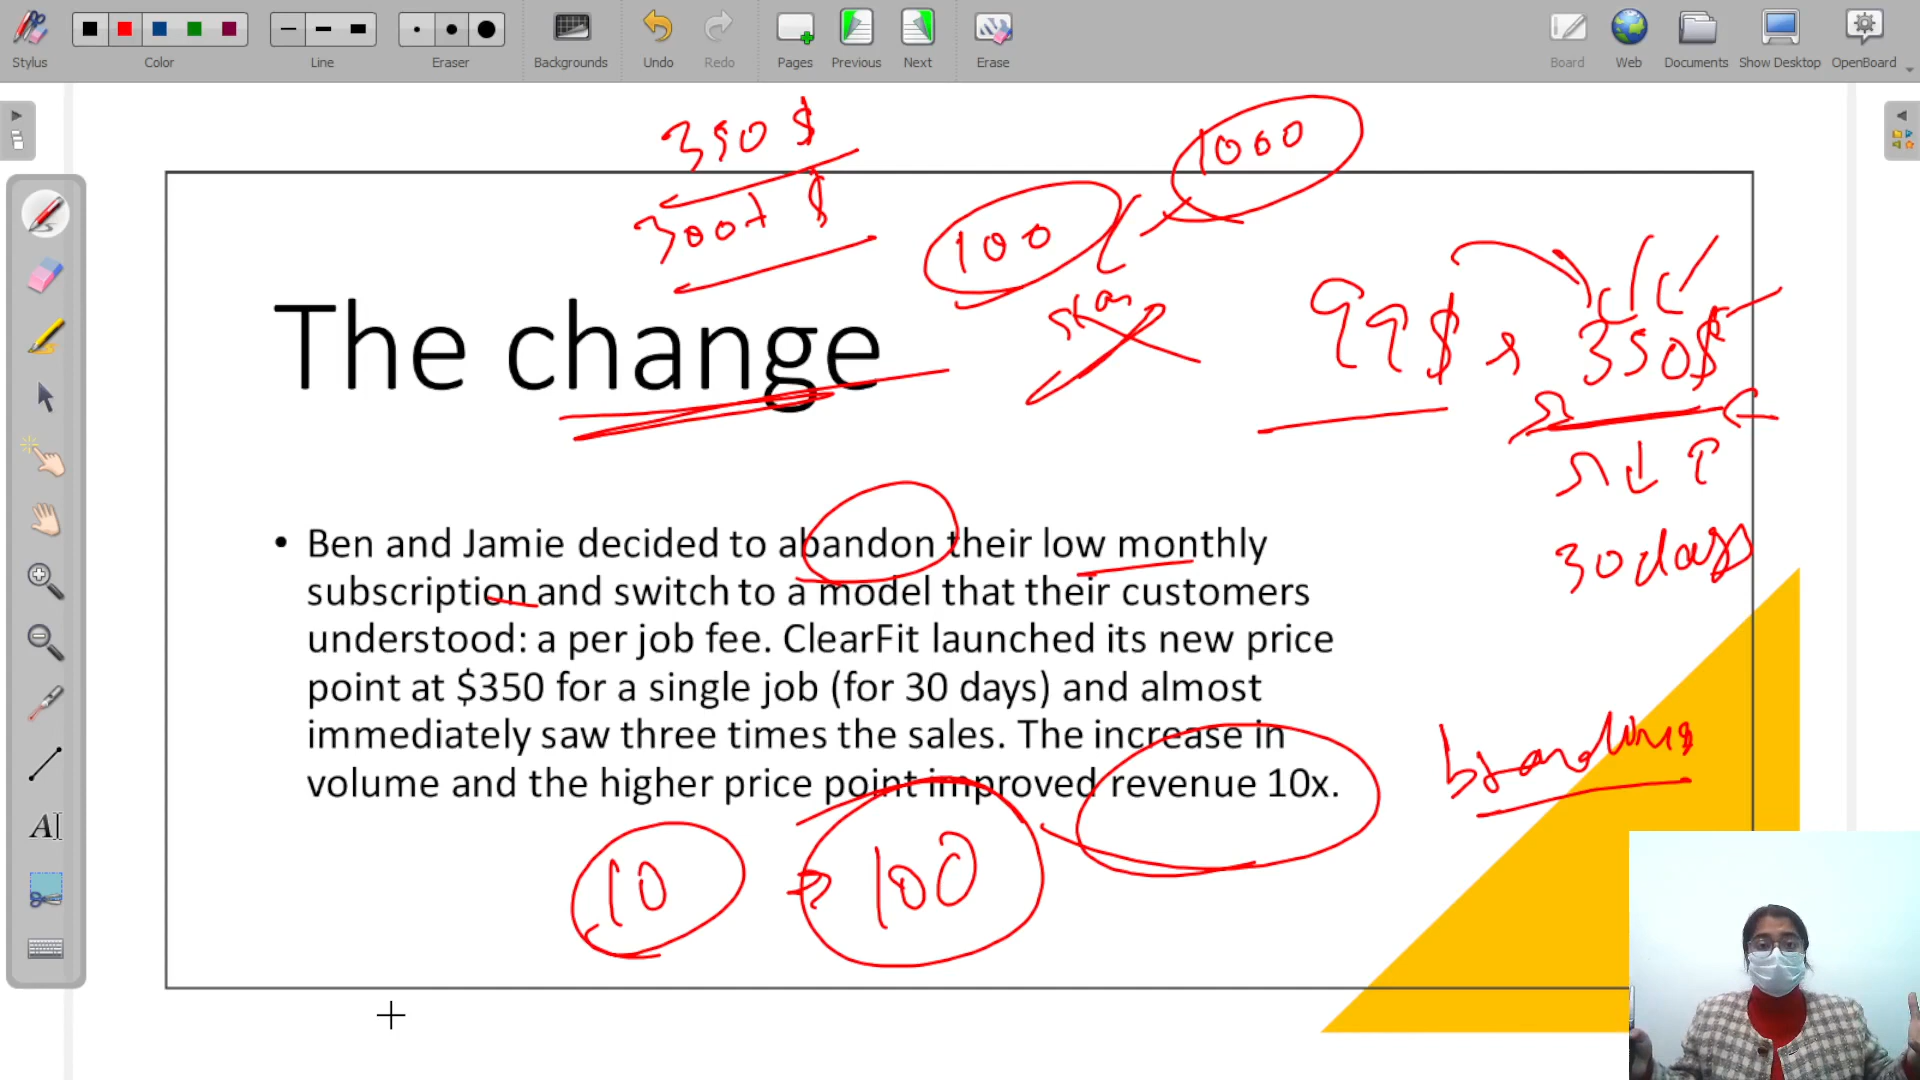 Stylus Color Line Eraser Backgrounds Undo Redo Pages Previous Next Erase Board Web Documents Show Desktop OpenBoard
350 $
1000
300+ $
100
The change
99$
350$
30 days
• Ben and Jamie decided to abandon their low monthly
subscription and switch to a model that their customers
understood: a per job fee. ClearFit launched its new price
point at $350 for a single job (for 30 days) and almost
immediately saw three times the sales. The increase in
volume and the higher price point improved revenue 10x.
branding
10
100